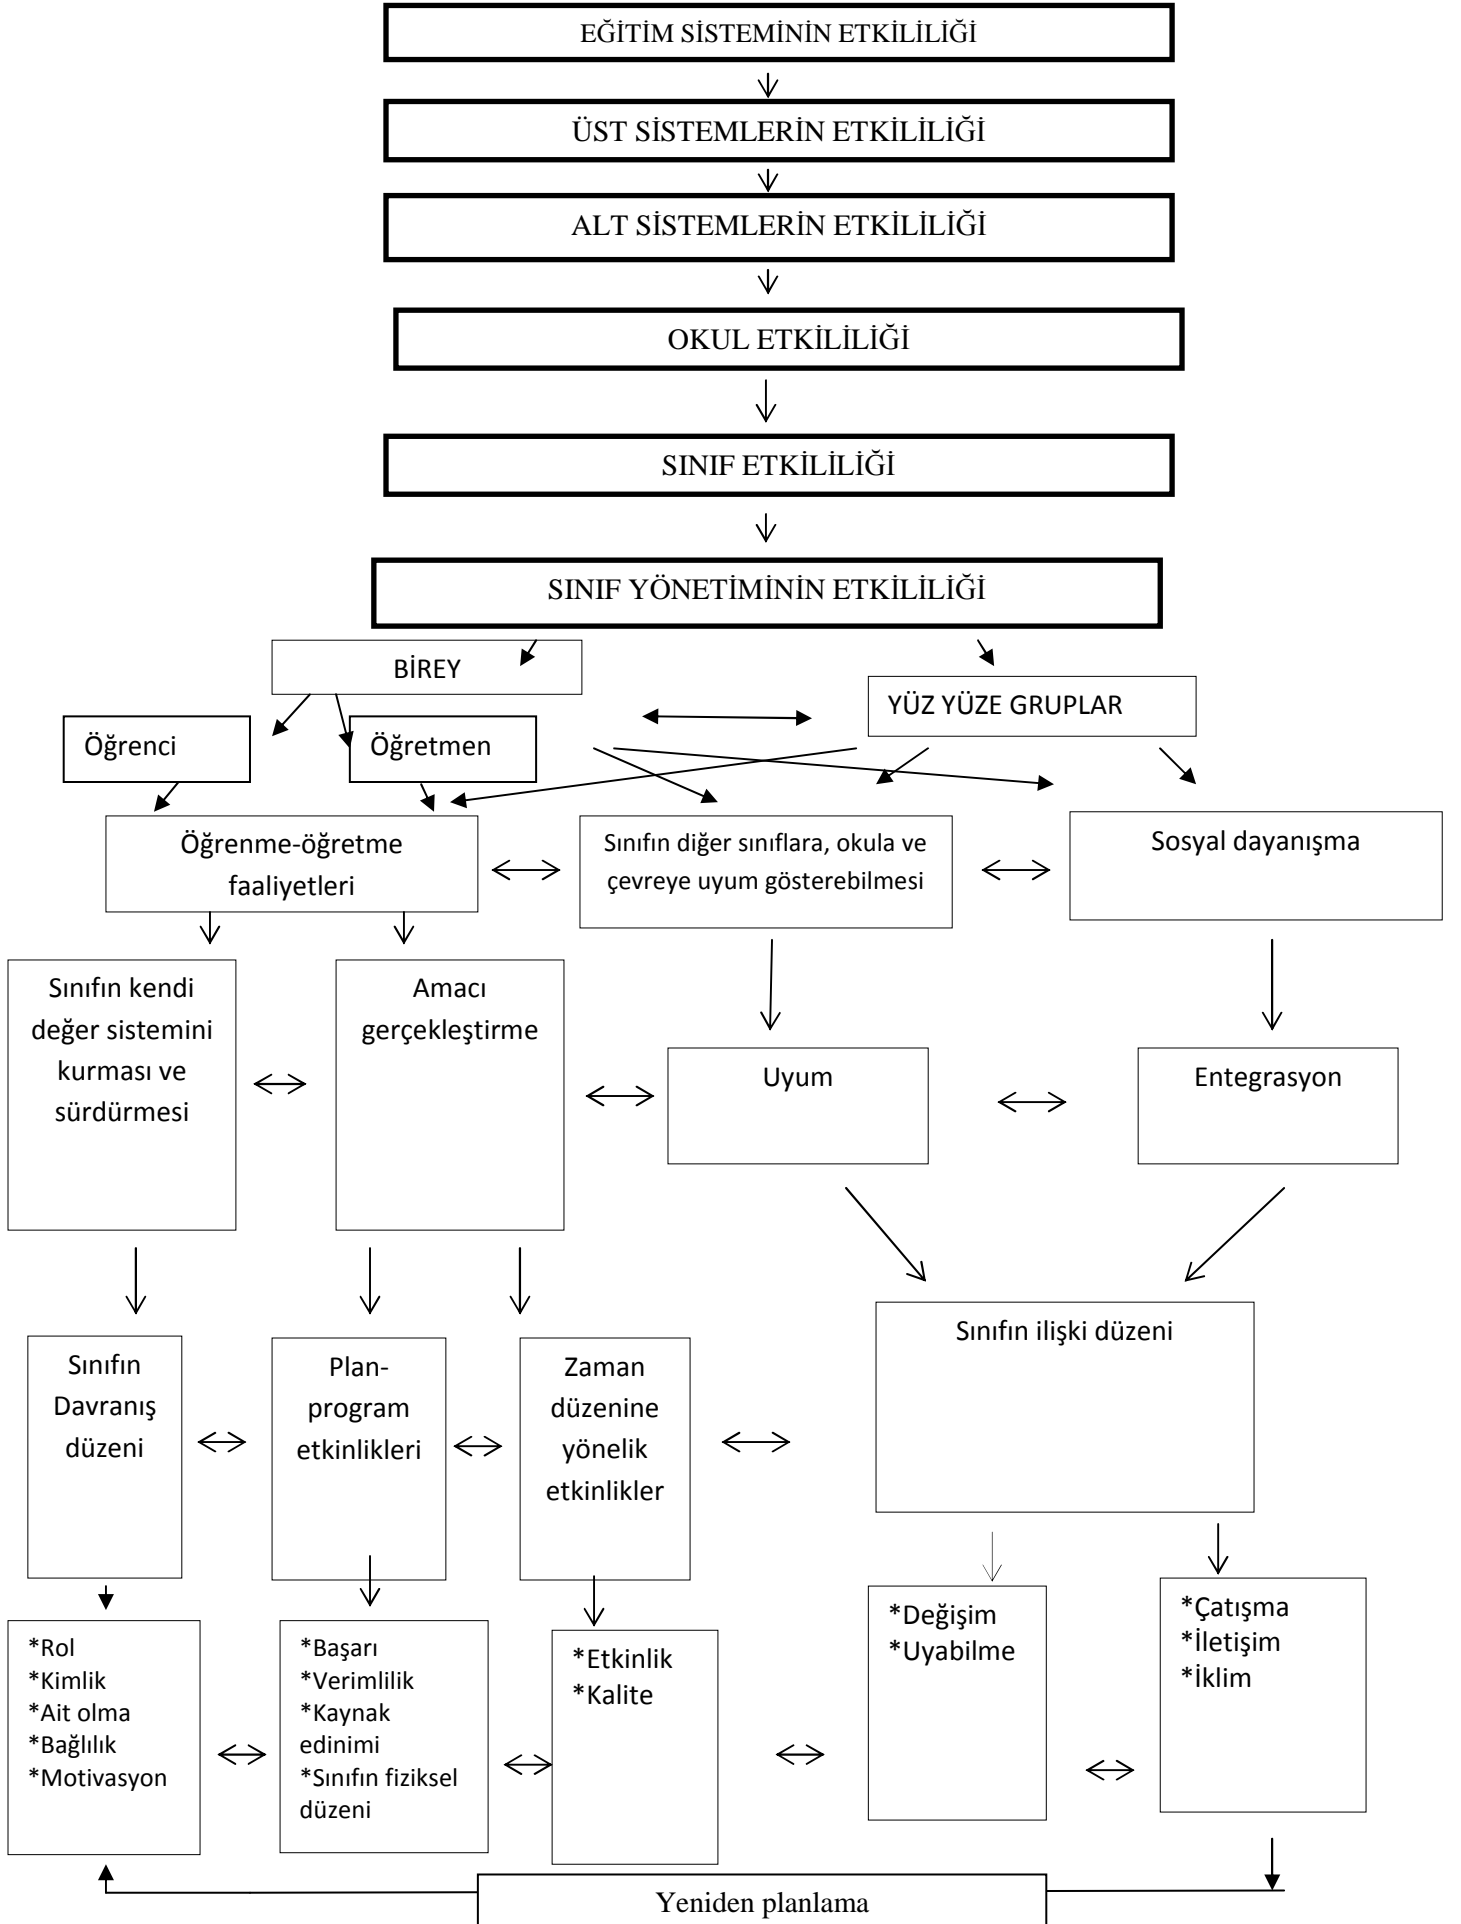 EĞİTİM SİSTEMİNİN ETKİLİLİĞİ
ÜST SİSTEMLERİN ETKİLİLİĞİ
ALT SİSTEMLERİN ETKİLİLİĞİ
OKUL ETKİLİLİĞİ
SINIF ETKİLİLİĞİ
SINIF YÖNETİMİNİN ETKİLİLİĞİ
BİREY
YÜZ YÜZE GRUPLAR
Öğrenci
Öğretmen
Öğrenme-öğretme
faaliyetleri
Sınıfın diğer sınıflara, okula ve
çevreye uyum gösterebilmesi
Sosyal dayanışma
Sınıfın kendi
değer sistemini
kurması ve
sürdürmesi
Amacı
gerçekleştirme
Uyum
Entegrasyon
Sınıfın
Davranış
düzeni
Plan-
program
etkinlikleri
Zaman
düzenine
yönelik
etkinlikler
Sınıfın ilişki düzeni
*Rol
*Kimlik
*Ait olma
*Bağlılık
*Motivasyon
*Başarı
*Verimlilik
*Kaynak
edinimi
*Sınıfın fiziksel
düzeni
*Etkinlik
*Kalite
*Değişim
*Uyabilme
*Çatışma
*İletişim
*İklim
Yeniden planlama